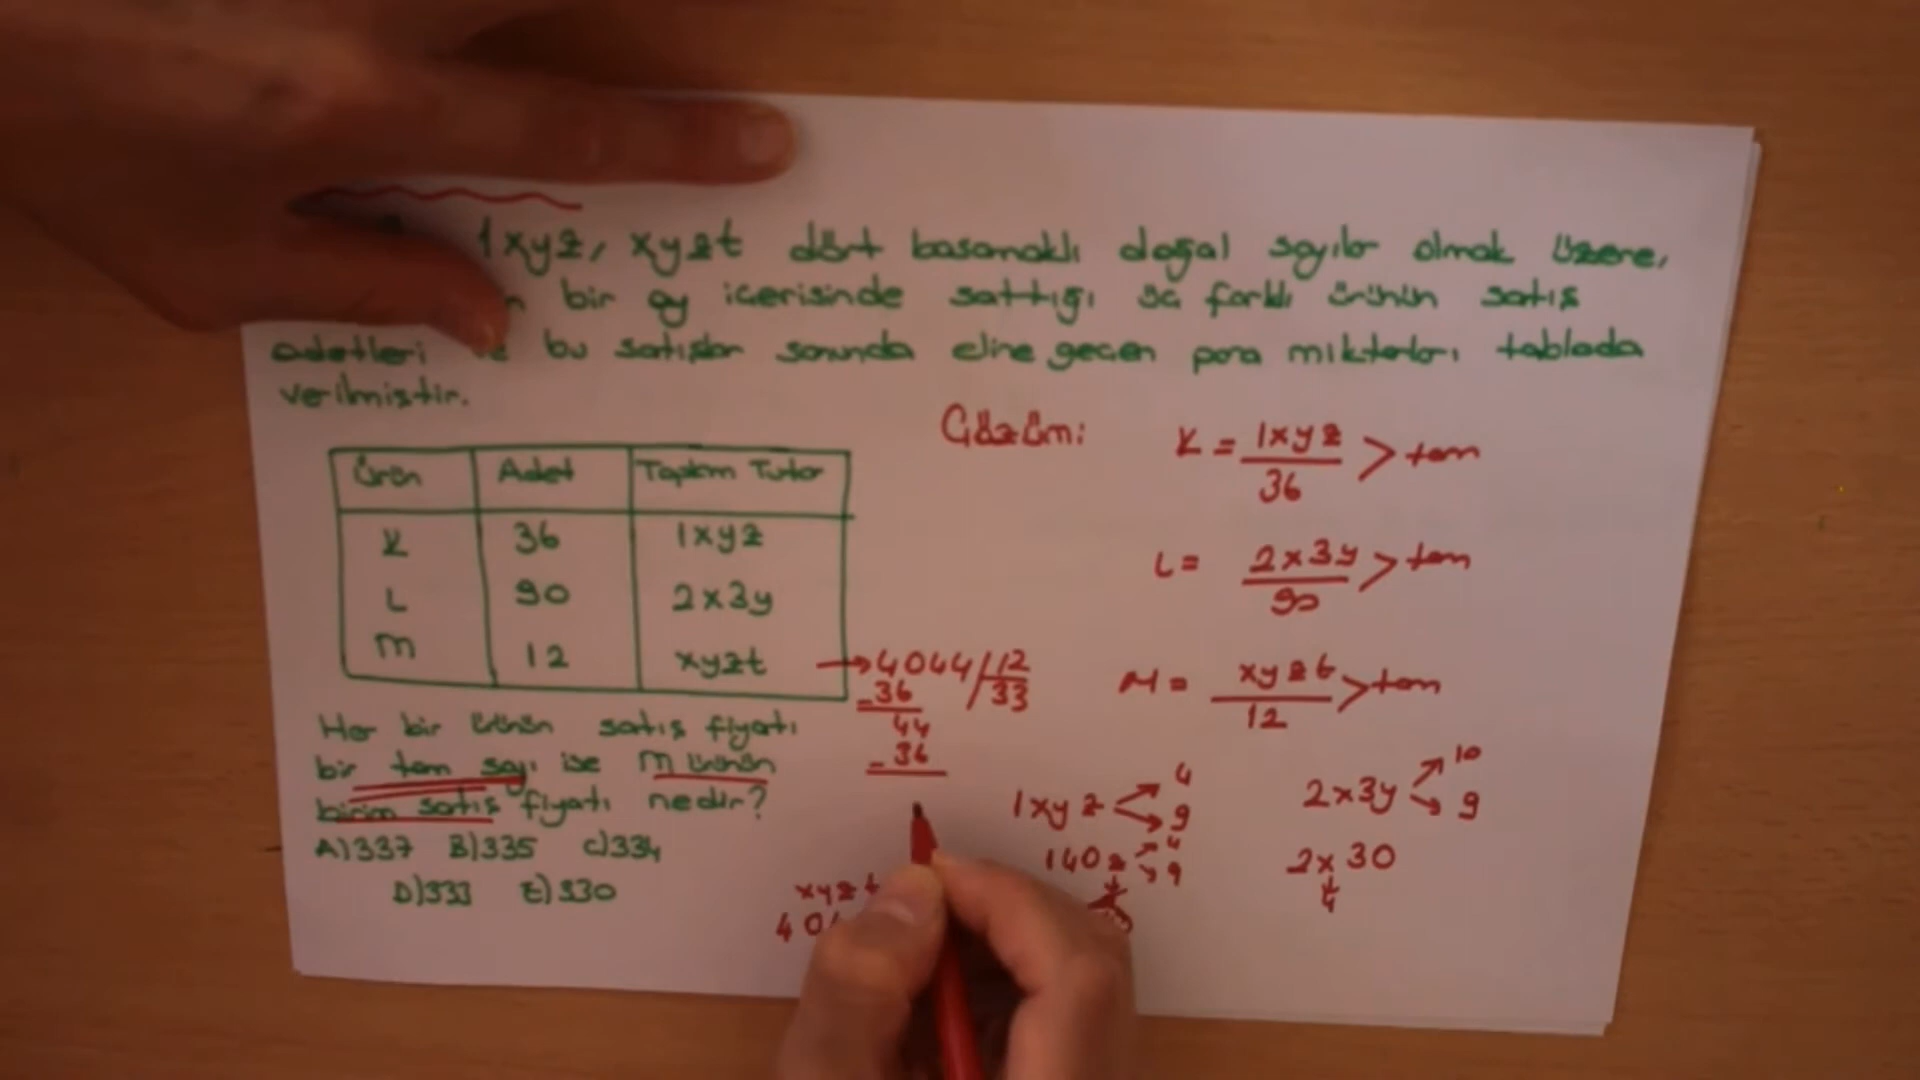 1xyz, xyzt dört basamaklı doğal sayılar olmak üzere,
bir ay içerisinde sattığı üç farklı ürünün satış
adetleri ve bu satışlar sonunda eline geçen para miktarları tabloda
verilmiştir.
Ürün Adet Toplam Tutar
K 36 1xyz
L 90 2x3y
M 12 xyzt
Her bir ürünün satış fiyatı
bir tam sayı ise M ürünün
birim satış fiyatı nedir?
A)337 B)335 C)334
D)333 E)330
→4044/12
-36 33
44
-36
xyzt
40
Çözüm:
K = 1xyz > tam
36
L = 2x3y > tam
90
M = xyzt > tam
12
1xyz 4
9
140z 4
9
2x3y 10
9
2x30
4